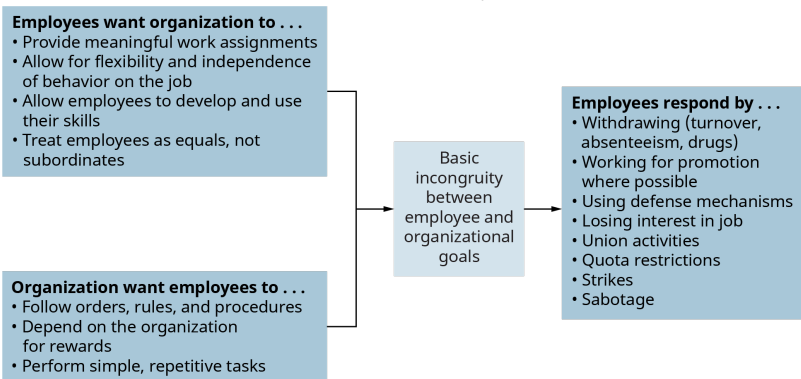 Employees want organization to . . .
• Provide meaningful work assignments
• Allow for flexibility and independence
of behavior on the job
• Allow employees to develop and use
their skills
• Treat employees as equals, not
subordinates
Organization want employees to . . .
• Follow orders, rules, and procedures
• Depend on the organization
for rewards
• Perform simple, repetitive tasks
Basic
incongruity
between
employee and
organizational
goals
Employees respond by . . .
• Withdrawing (turnover,
absenteeism, drugs)
• Working for promotion
where possible
• Using defense mechanisms
• Losing interest in job
• Union activities
• Quota restrictions
• Strikes
• Sabotage